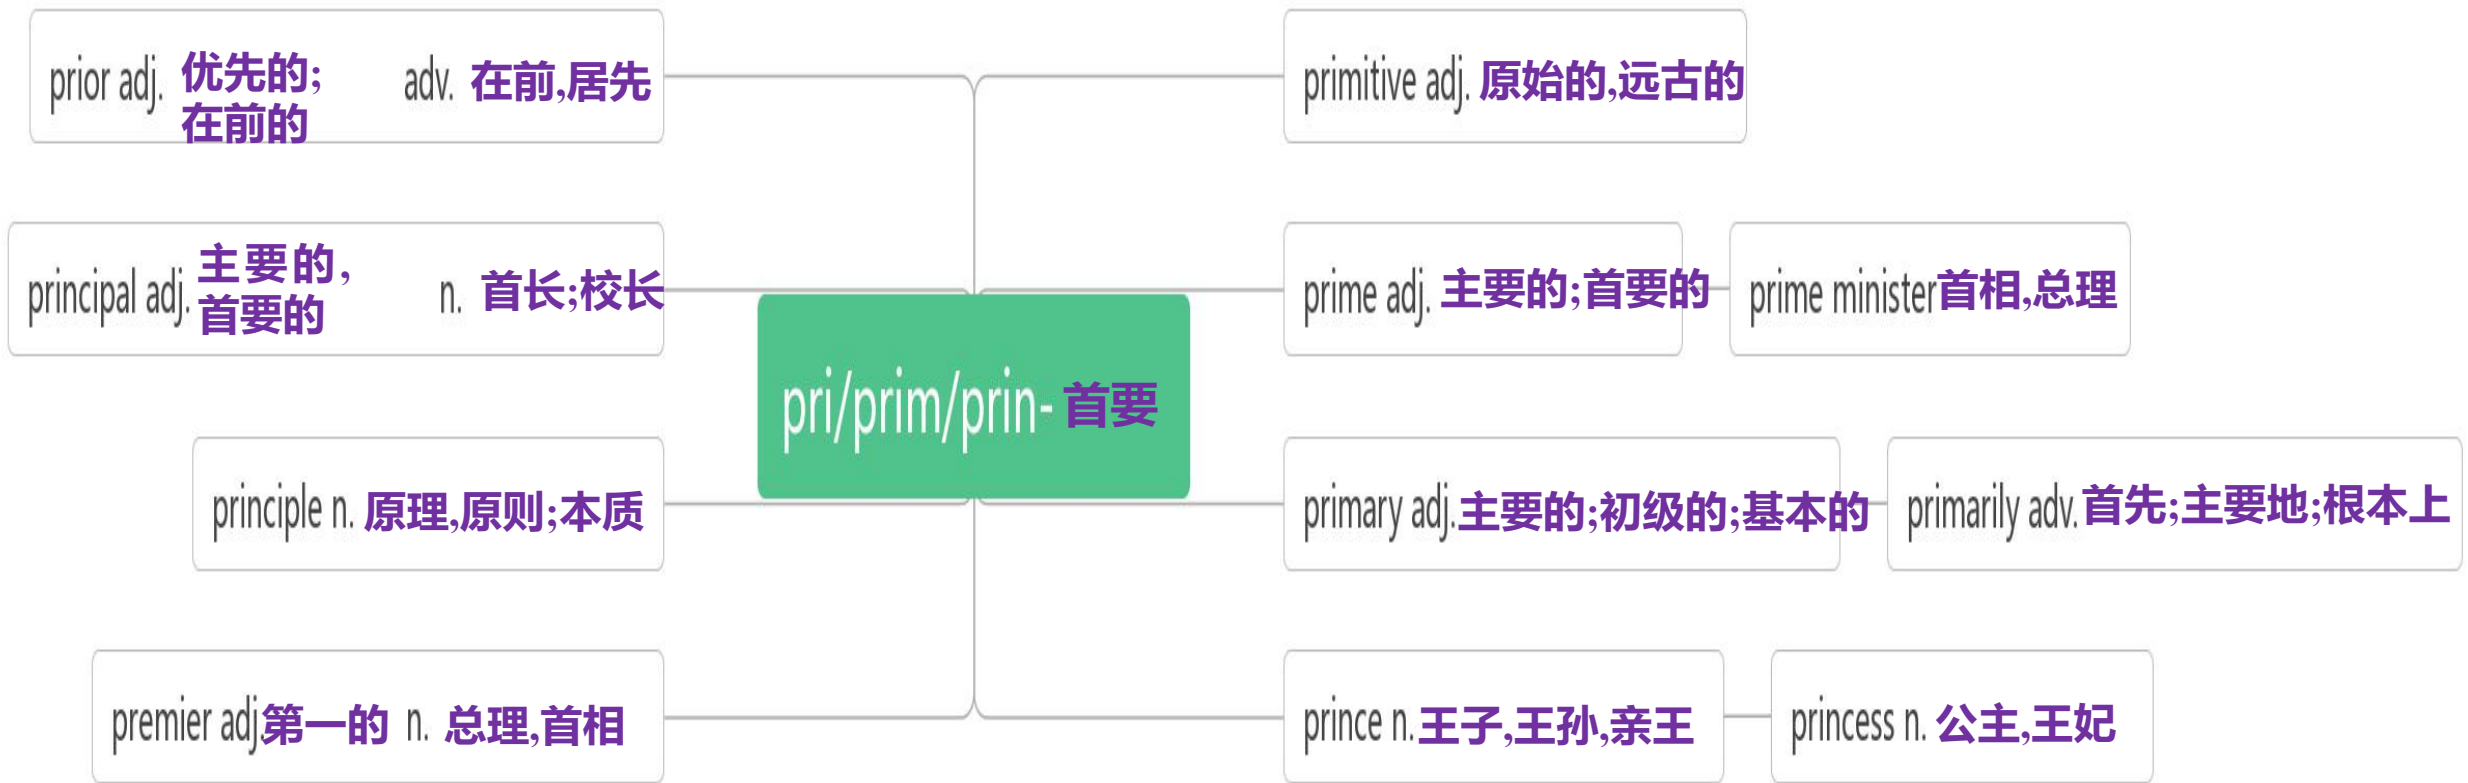 prior adj. 优先的; adv. 在前,居先
在前的
principal adj. 主要的, n. 首长;校长
首要的
principle n. 原理,原则;本质
premier adj.第一的 n. 总理,首相
pri/prim/prin- 首要
primitive adj. 原始的,远古的
prime adj. 主要的;首要的
prime minister首相,总理
primary adj.主要的;初级的;基本的
primarily adv.首先;主要地;根本上
prince n.王子,王孙,亲王
princess n. 公主,王妃